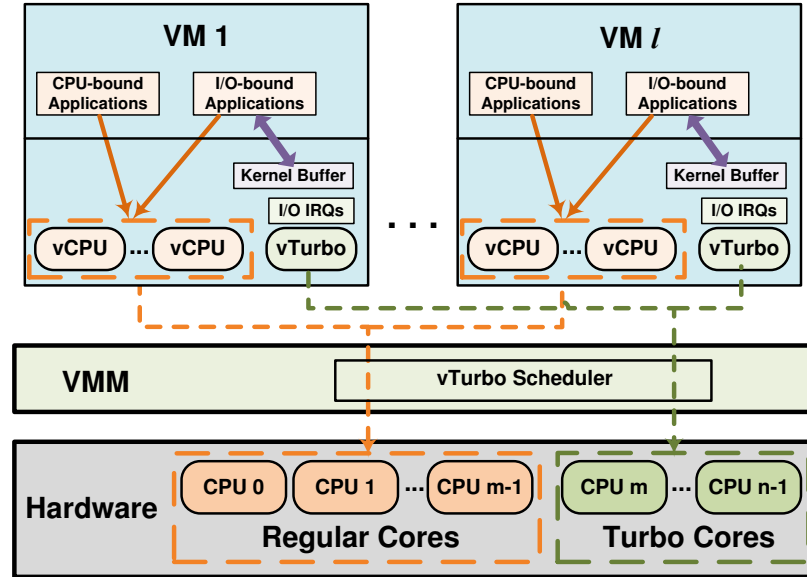 VM 1
CPU-bound
Applications
I/O-bound
Applications
Kernel Buffer
I/O IRQs
vCPU ... vCPU
vTurbo
. . .
VM l
CPU-bound
Applications
I/O-bound
Applications
Kernel Buffer
I/O IRQs
vCPU ... vCPU
vTurbo
VMM
vTurbo Scheduler
Hardware
CPU 0 CPU 1 ... CPU m-1
Regular Cores
CPU m ... CPU n-1
Turbo Cores